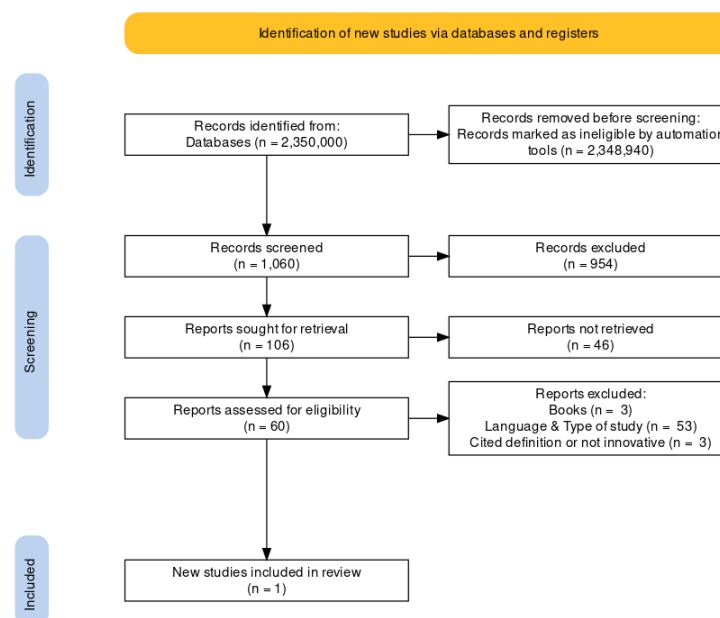 Identification of new studies via databases and registers
Identification
Records identified from:
Databases (n = 2,350,000)
Records removed before screening:
Records marked as ineligible by automation
tools (n = 2,348,940)
Screening
Records screened
(n = 1,060)
Records excluded
(n = 954)
Reports sought for retrieval
(n = 106)
Reports not retrieved
(n = 46)
Reports assessed for eligibility
(n = 60)
Reports excluded:
Books (n = 3)
Language & Type of study (n = 53)
Cited definition or not innovative (n = 3)
Included
New studies included in review
(n = 1)